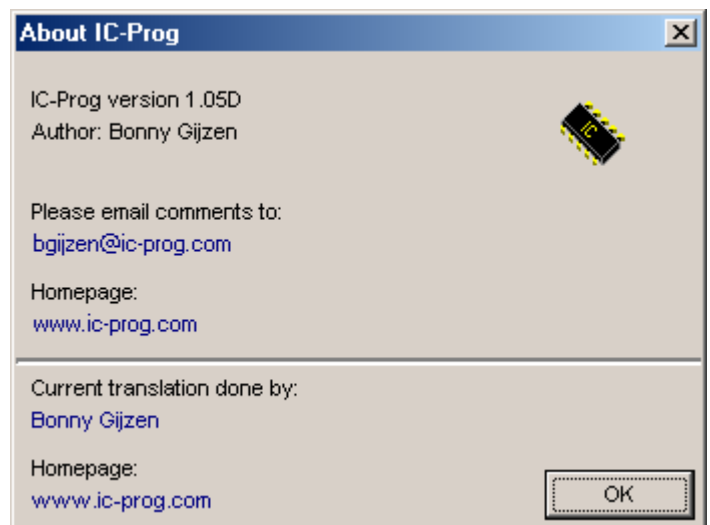 About IC-Prog
IC-Prog version 1.05D
Author: Bonny Gijzen
IC
Please email comments to:
bgijzen@ic-prog.com
Homepage:
www.ic-prog.com
Current translation done by:
Bonny Gijzen
Homepage:
www.ic-prog.com
OK